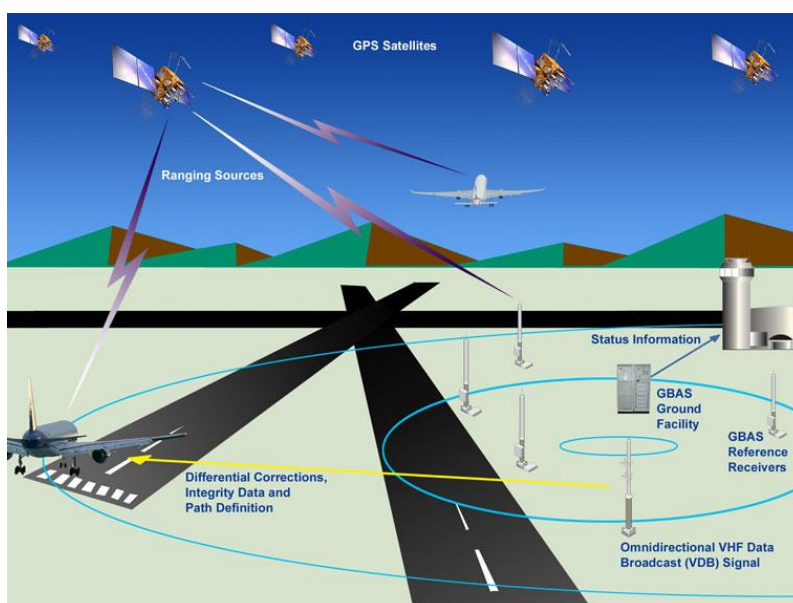 GPS Satellites
Ranging Sources
Status Information
GBAS
Ground
Facility
GBAS
Reference
Receivers
Differential Corrections,
Integrity Data and
Path Definition
Omnidirectional VHF Data
Broadcast (VDB) Signal